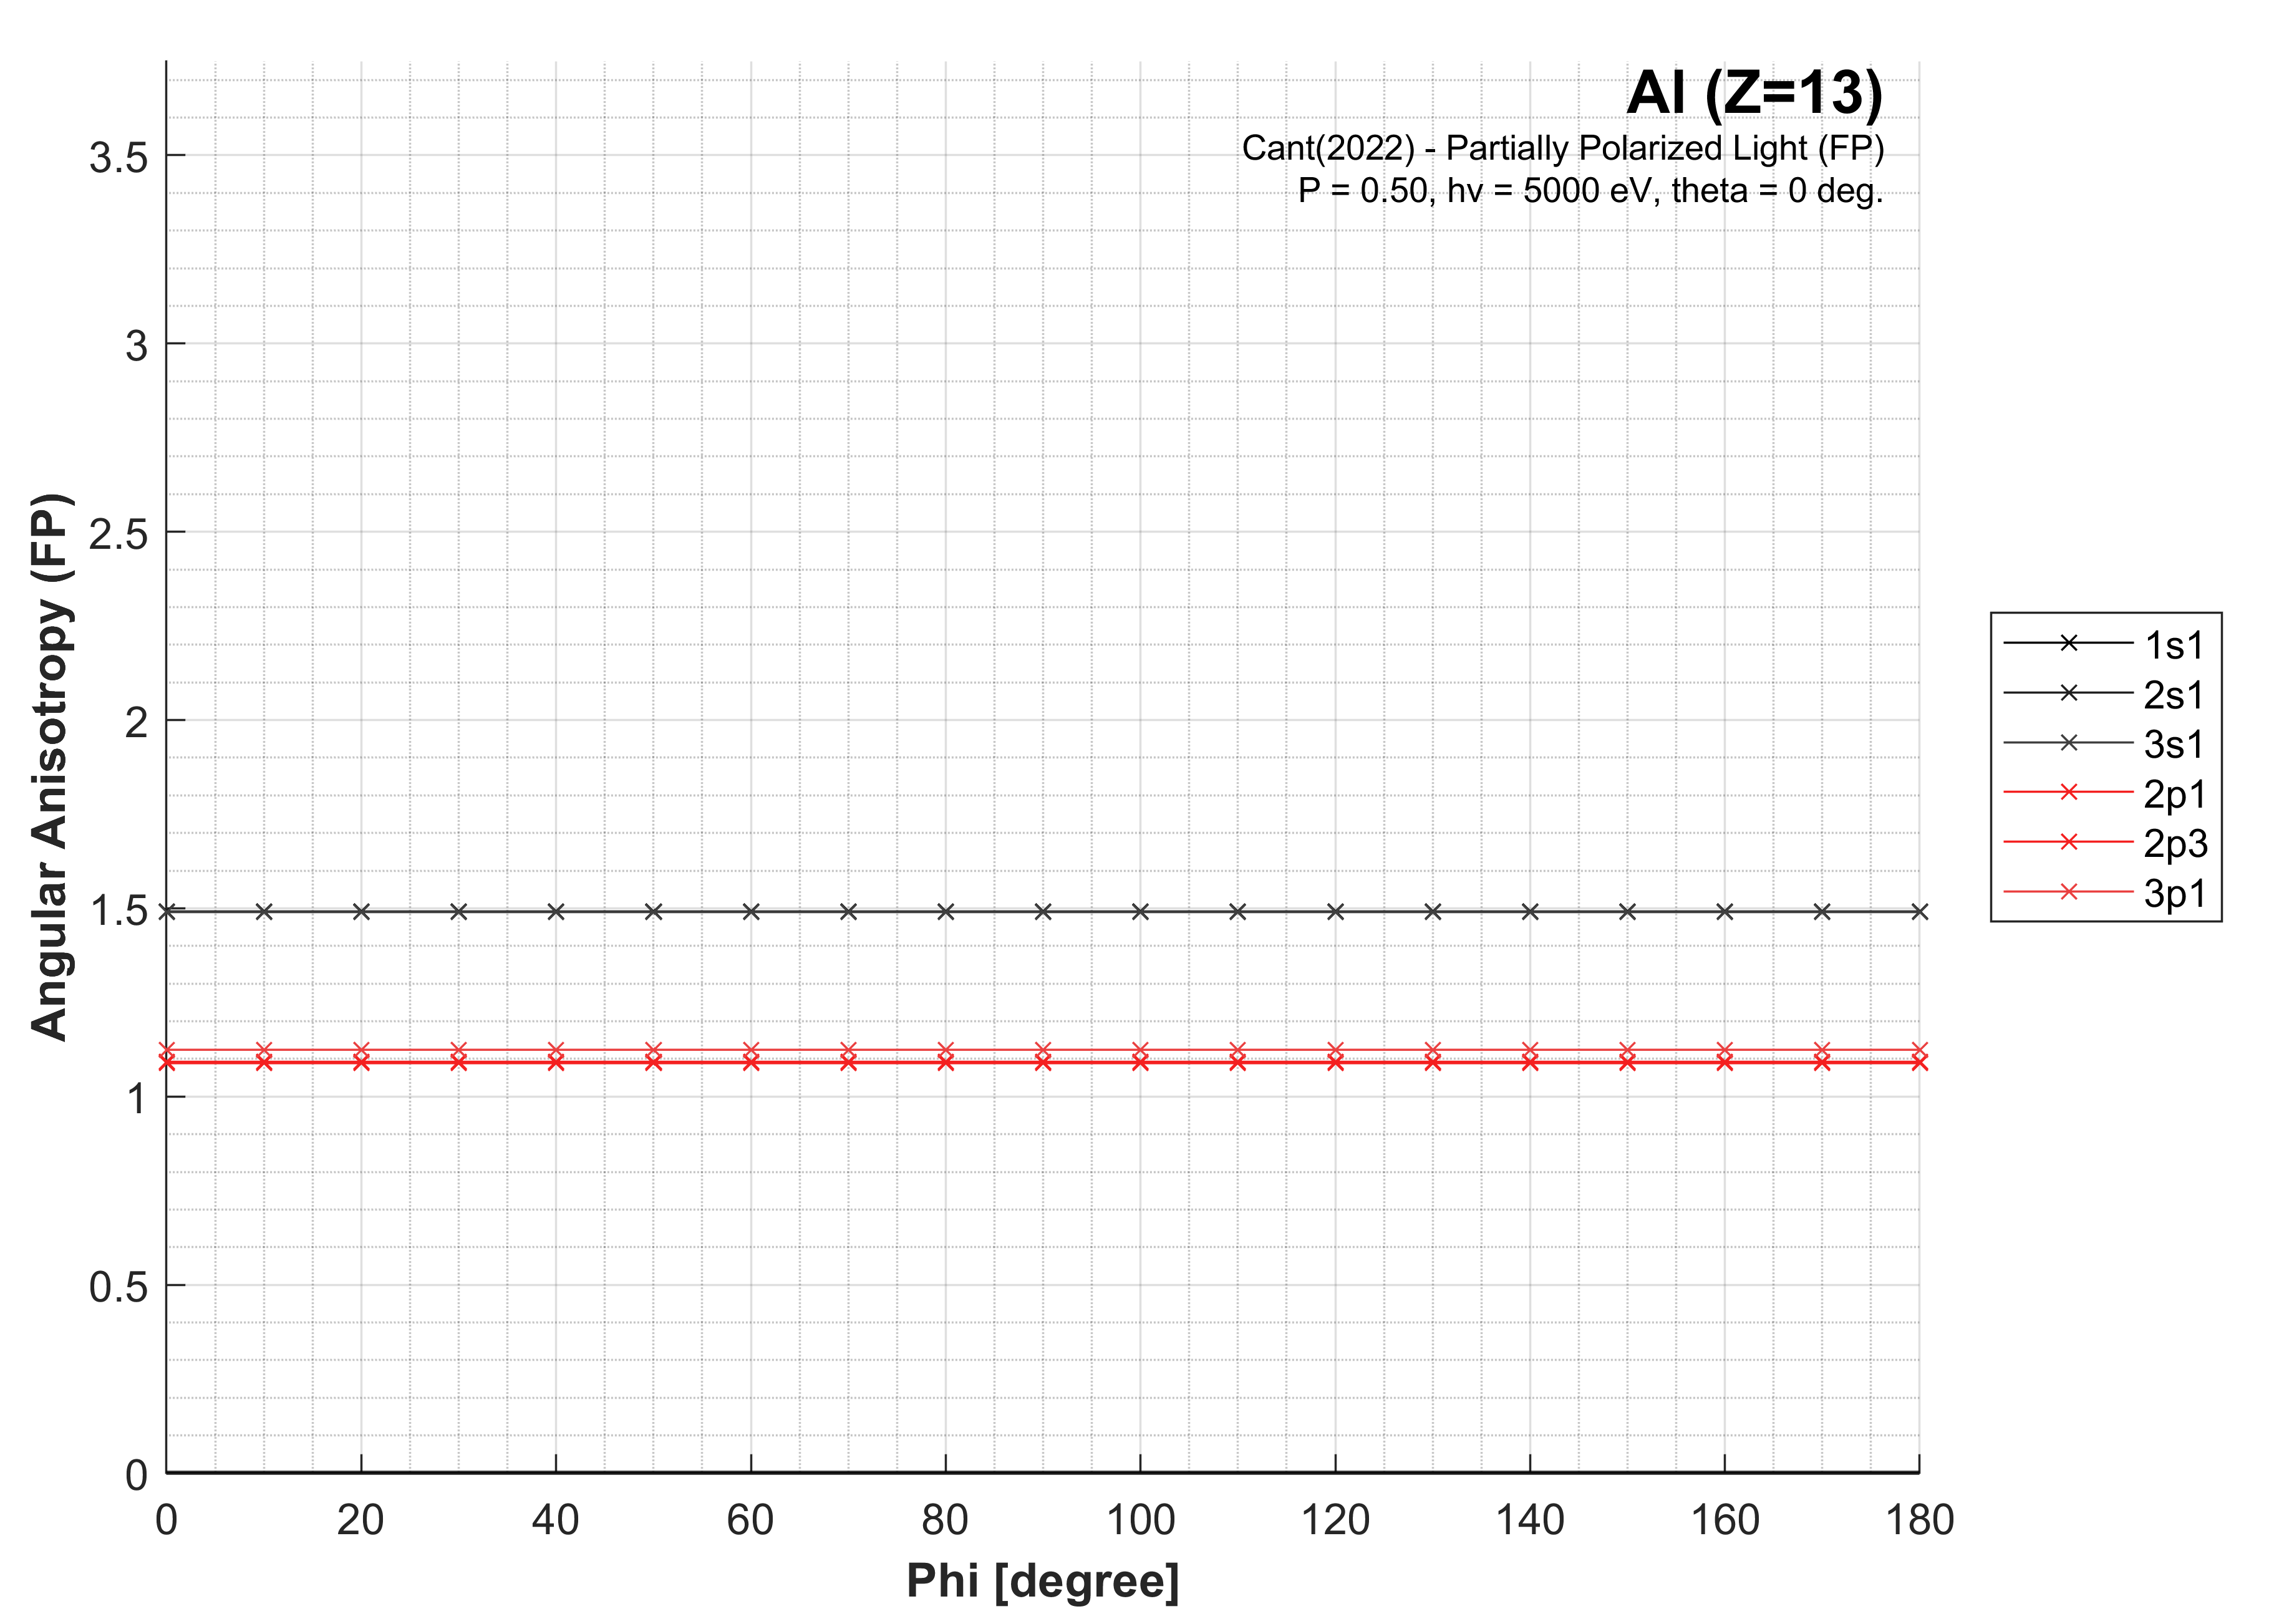 Al (Z=13)
Cant(2022) - Partially Polarized Light (FP)
P = 0.50, hv = 5000 eV, theta = 0 deg.
Angular Anisotropy (FP)
3.5
3
2.5
2
1.5
1
0.5
0
0 20 40 60 80 100 120 140 160 180
Phi [degree]
1s1
2s1
3s1
2p1
2p3
3p1